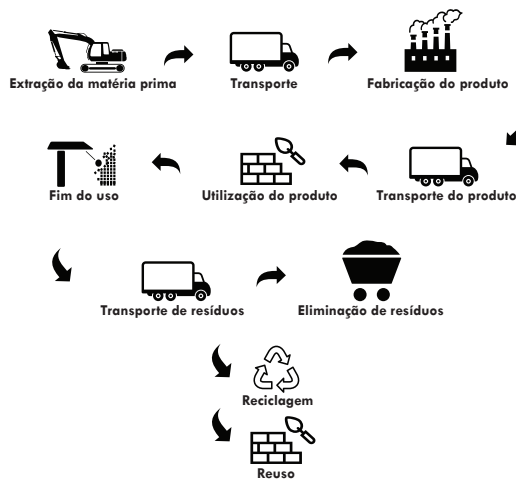 Extração da matéria prima
Transporte
Fabricação do produto
Transporte do produto
Utilização do produto
Fim do uso
Transporte de resíduos
Eliminação de resíduos
Reciclagem
Reuso